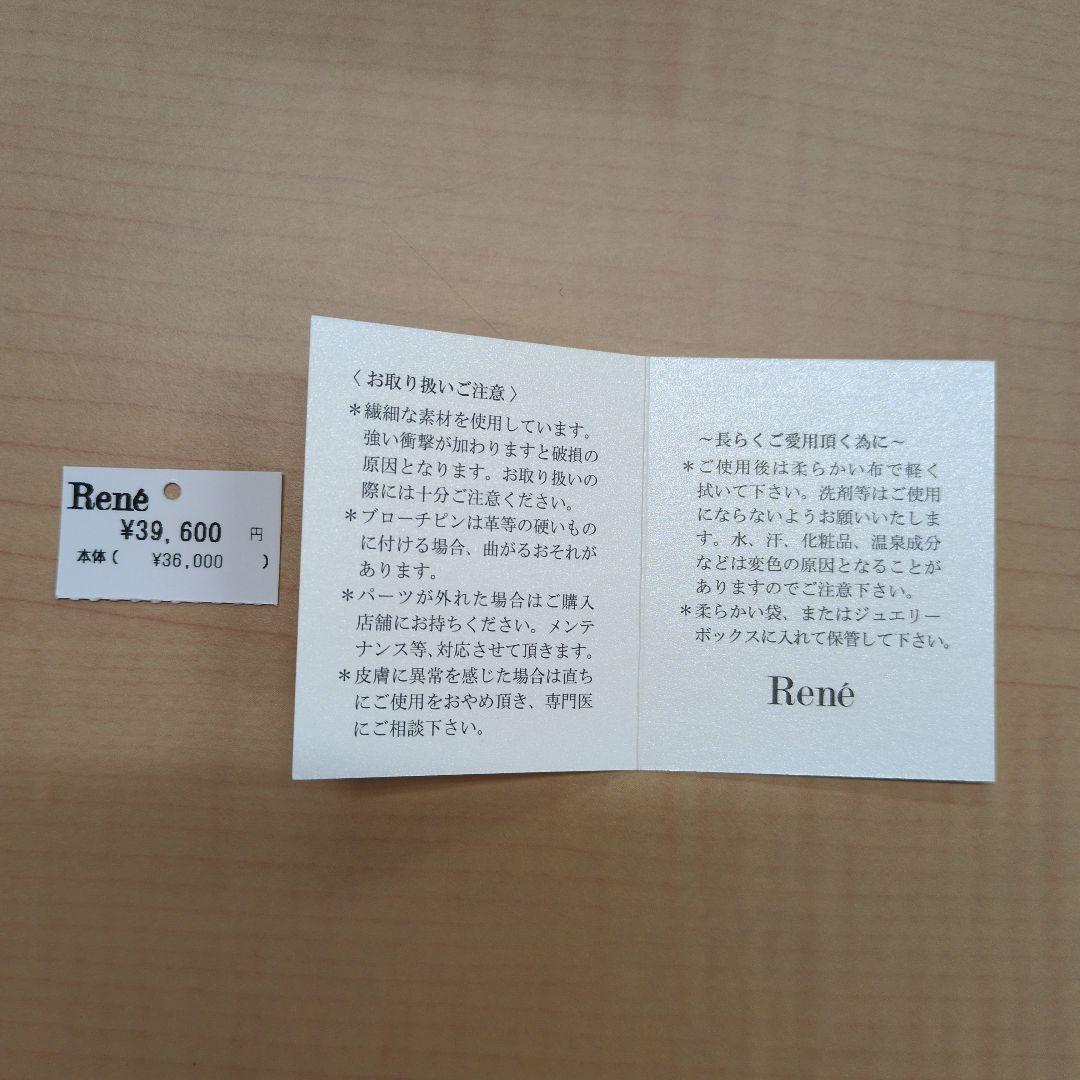 René
¥39,600 円
本体( ¥36,000 )
〈お取り扱いご注意〉
＊繊細な素材を使用しています。
強い衝撃が加わりますと破損の
原因となります。お取り扱いの
際には十分ご注意ください。
＊ブローチピンは革等の硬いもの
に付ける場合、曲がるおそれが
あります。
＊パーツが外れた場合はご購入
店舗にお持ちください。メンテ
ナンス等、対応させて頂きます。
＊皮膚に異常を感じた場合は直ち
にご使用をおやめ頂き、専門医
にご相談下さい。
～長らくご愛用頂く為に～
＊ご使用後は柔らかい布で軽く
拭いて下さい。洗剤等はご使用
にならないようお願いいたしま
す。水、汗、化粧品、温泉成分
などは変色の原因となることが
ありますのでご注意下さい。
＊柔らかい袋、またはジュエリー
ボックスに入れて保管して下さい。
René